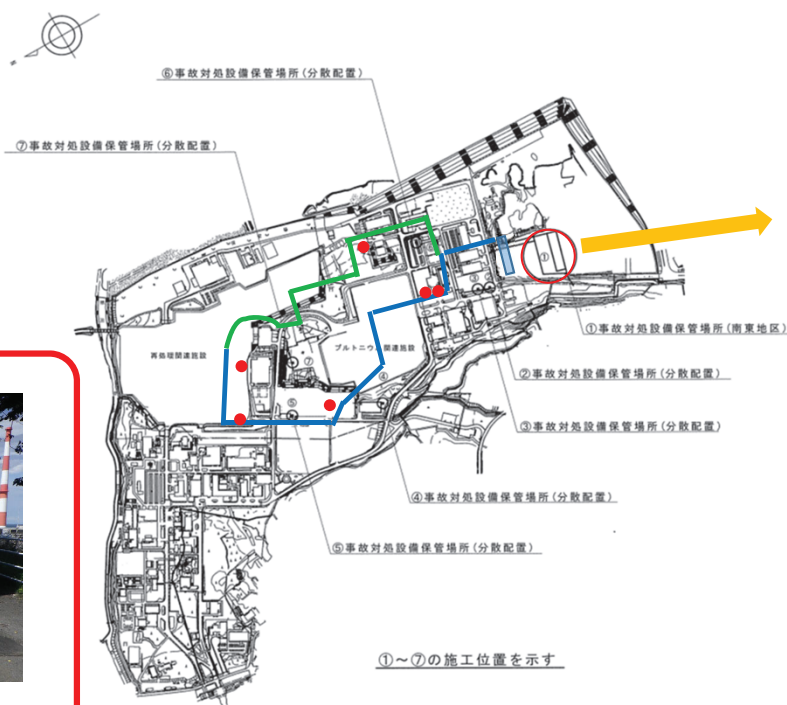 ⑥事故対処設備保管場所(分散配置)
⑦事故対処設備保管場所(分散配置)
①
①事故対処設備保管場所(南東地区)
再処理関連施設
プルトニウム関連施設
⑦
④
②事故対処設備保管場所(分散配置)
⑤
③事故対処設備保管場所(分散配置)
④事故対処設備保管場所(分散配置)
⑤事故対処設備保管場所(分散配置)
①～⑦の施工位置を示す